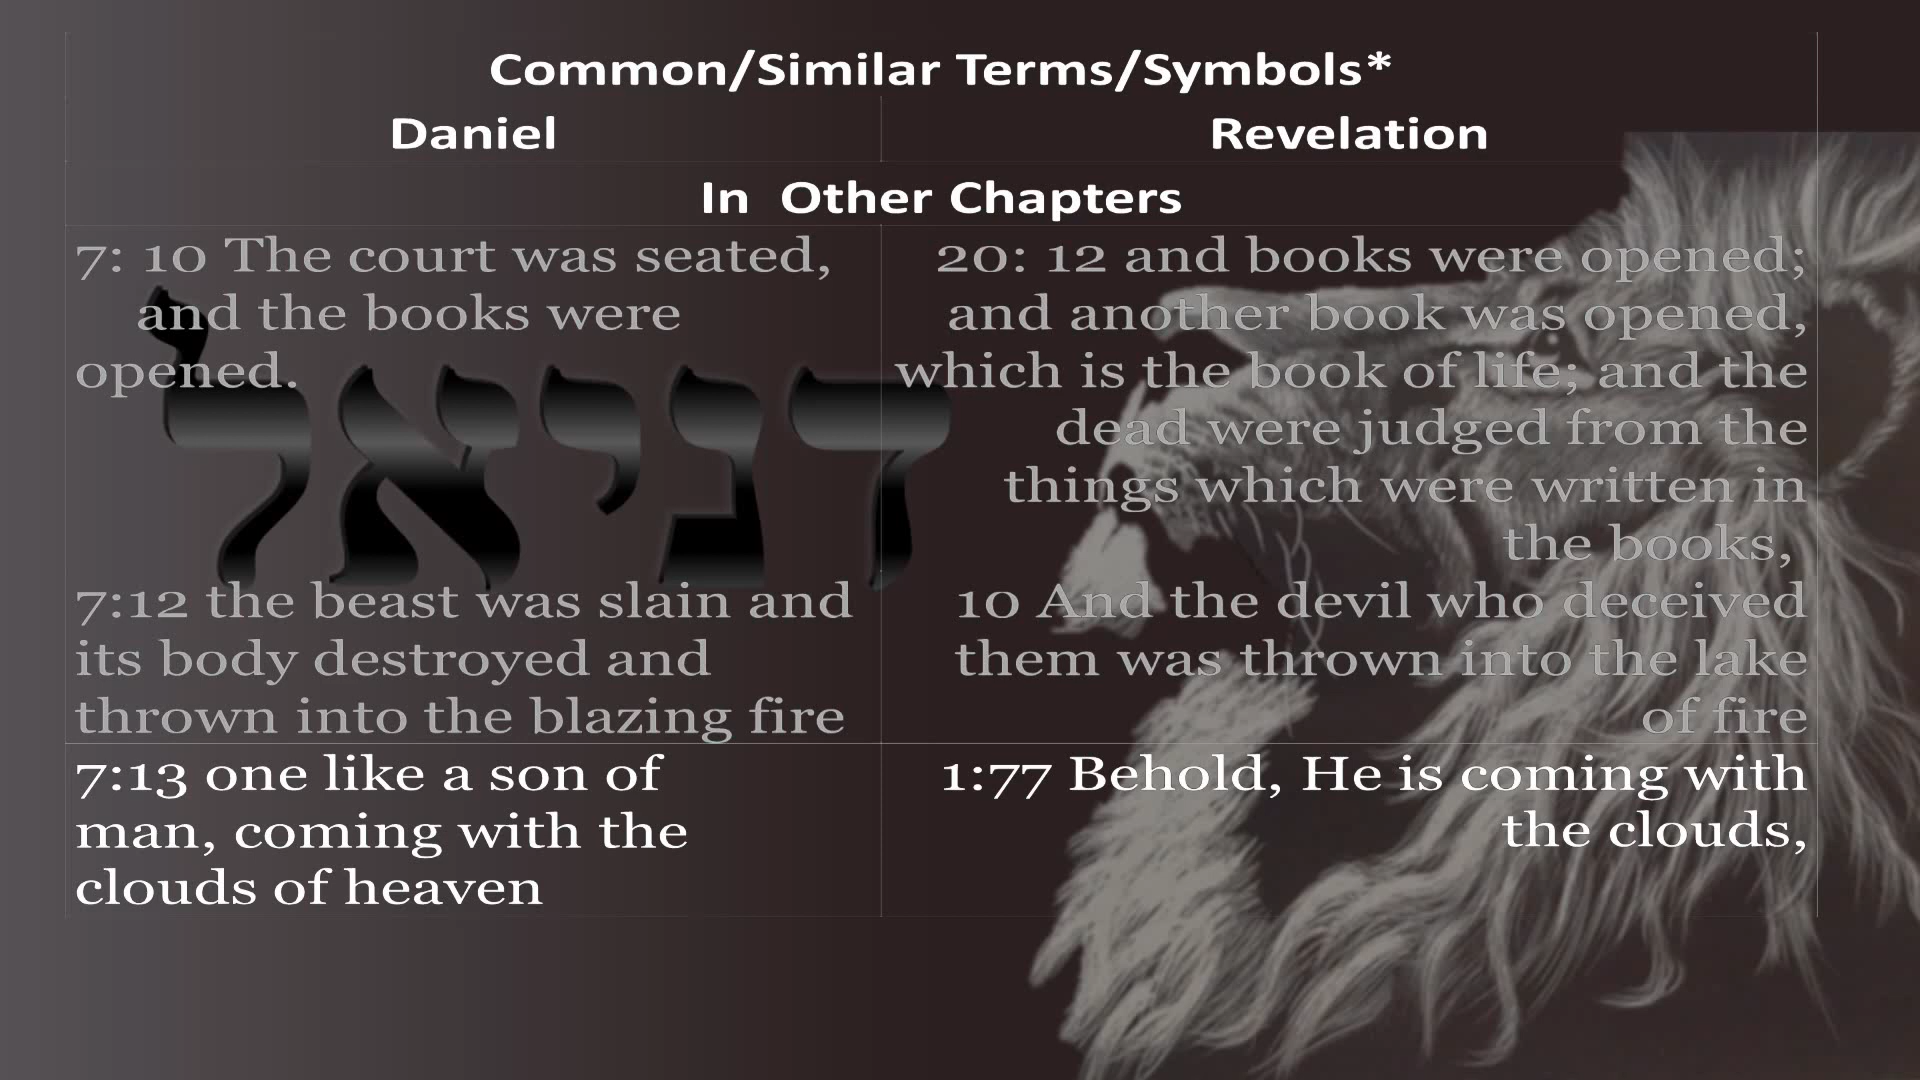 Common/Similar Terms/Symbols*
Daniel
Revelation
In  Other Chapters
7: 10 The court was seated,
and the books were
opened.
20: 12 and books were opened;
and another book was opened,
which is the book of life; and the
dead were judged from the
things which were written in
the books,
דניאל
7:12 the beast was slain and
its body destroyed and
thrown into the blazing fire
10 And the devil who deceived
them was thrown into the lake
of fire
7:13 one like a son of
man, coming with the
clouds of heaven
1:77 Behold, He is coming with
the clouds,